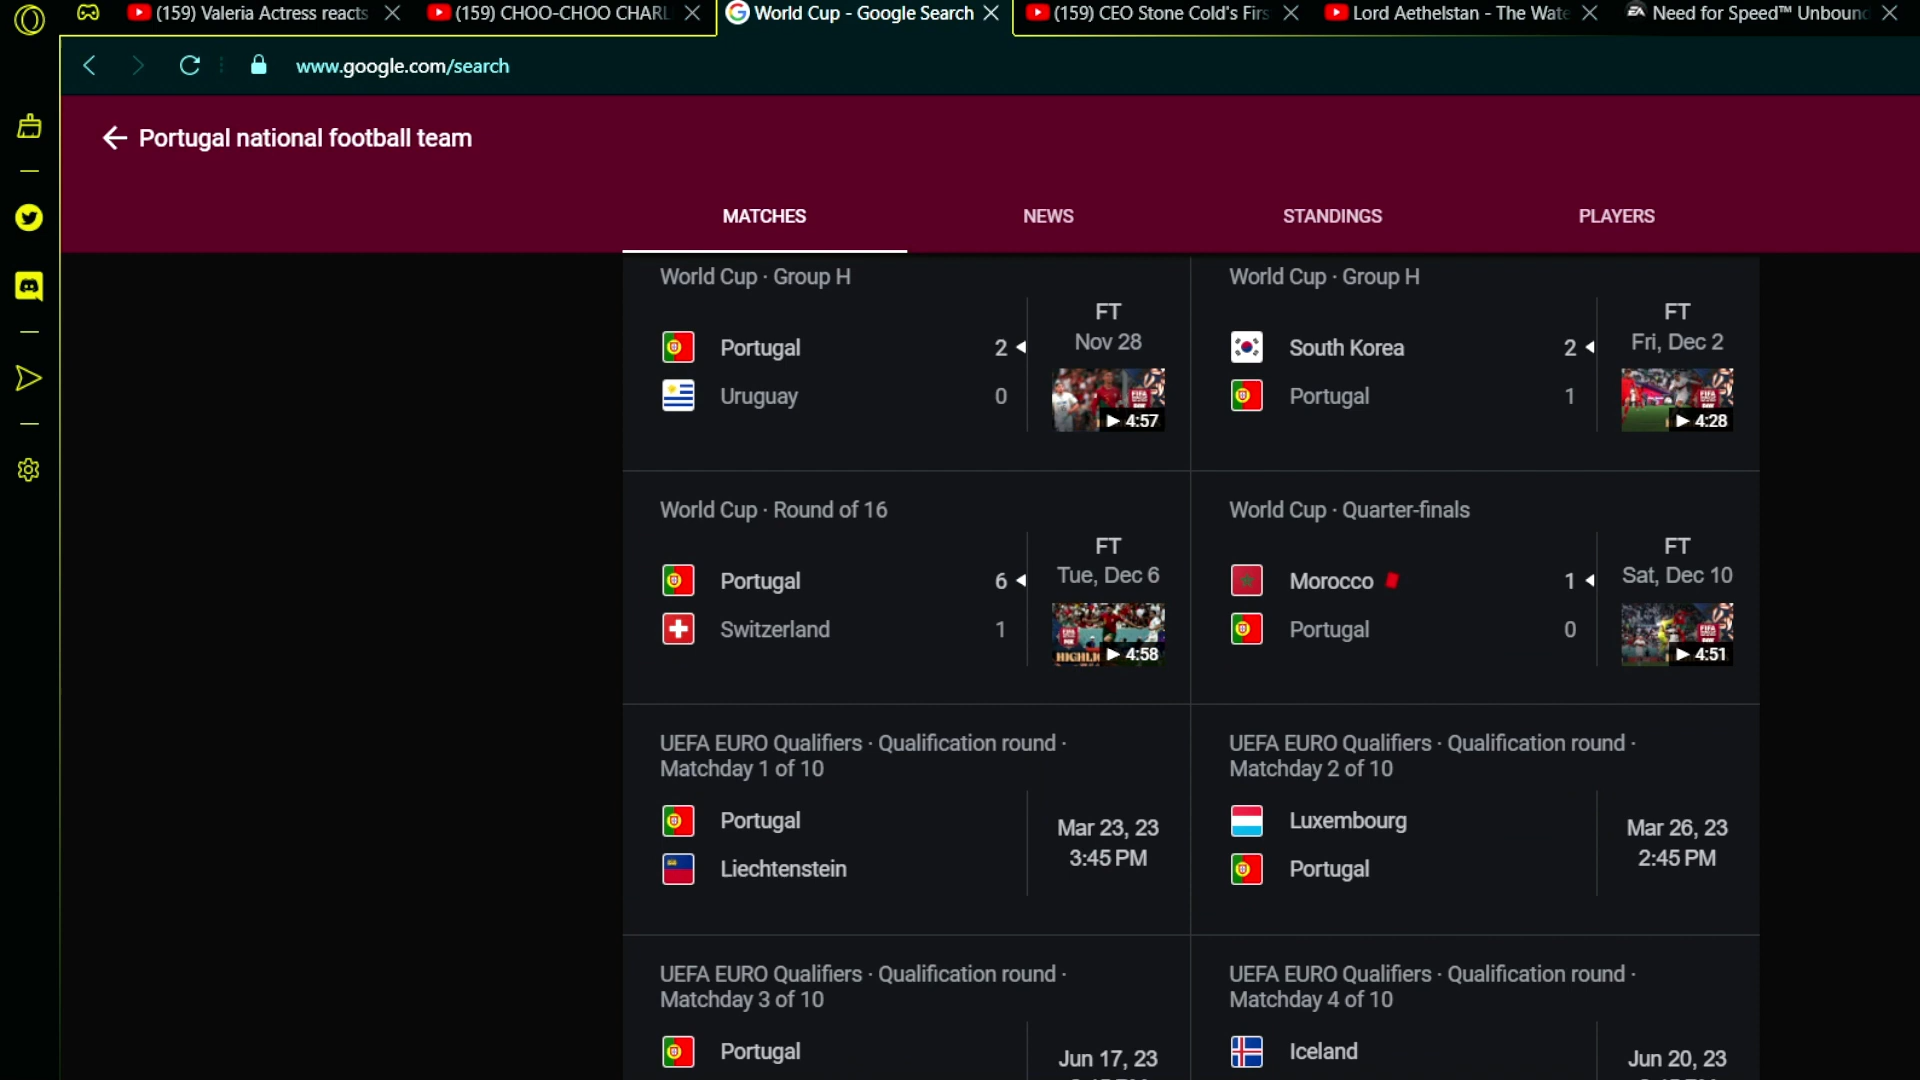 (159) Valeria Actress reacts
(159) CHOO-CHOO CHARL
World Cup - Google Search
(159) CEO Stone Cold's Firs
Lord Aethelstan - The Wate
Need for Speed™ Unbound
www.google.com/search
Portugal national football team
MATCHES
NEWS
STANDINGS
PLAYERS
World Cup · Group H
FT
Nov 28
Portugal 2
Uruguay 0
4:57
World Cup · Group H
FT
Fri, Dec 2
South Korea 2
Portugal 1
4:28
World Cup · Round of 16
FT
Tue, Dec 6
Portugal 6
Switzerland 1
HIGHLI
4:58
World Cup · Quarter-finals
FT
Sat, Dec 10
Morocco 1
Portugal 0
4:51
UEFA EURO Qualifiers · Qualification round ·
Matchday 1 of 10
Portugal
Liechtenstein
Mar 23, 23
3:45 PM
UEFA EURO Qualifiers · Qualification round ·
Matchday 2 of 10
Luxembourg
Portugal
Mar 26, 23
2:45 PM
UEFA EURO Qualifiers · Qualification round ·
Matchday 3 of 10
Portugal
Jun 17, 23
UEFA EURO Qualifiers · Qualification round ·
Matchday 4 of 10
Iceland
Jun 20, 23